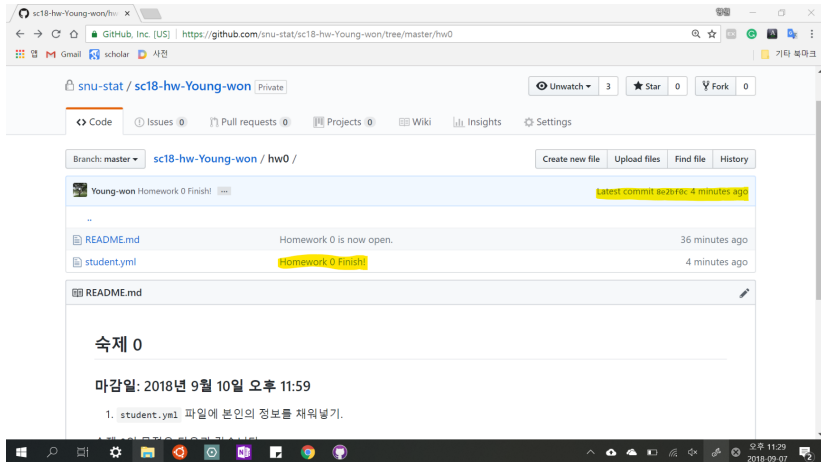 sc18-hw-Young-won/hw
GitHub, Inc. [US] | https://github.com/snu-stat/sc18-hw-Young-won/tree/master/hw0
앱 Gmail scholar 사전 기타 북마크
snu-stat / sc18-hw-Young-won Private
Unwatch 3 Star 0 Fork 0
Code Issues 0 Pull requests 0 Projects 0 Wiki Insights Settings
Branch: master sc18-hw-Young-won / hw0 /
Create new file Upload files Find file History
Young-won Homework 0 Finish! ...
Latest commit 8e2bf0c 4 minutes ago
..
README.md Homework 0 is now open. 36 minutes ago
student.yml Homework 0 Finish! 4 minutes ago
README.md
숙제 0
마감일: 2018년 9월 10일 오후 11:59
1. student.yml 파일에 본인의 정보를 채워넣기.
오후 11:29
2018-09-07